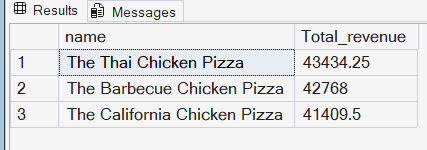 Results Messages
name Total_revenue
1 The Thai Chicken Pizza 43434.25
2 The Barbecue Chicken Pizza 42768
3 The California Chicken Pizza 41409.5